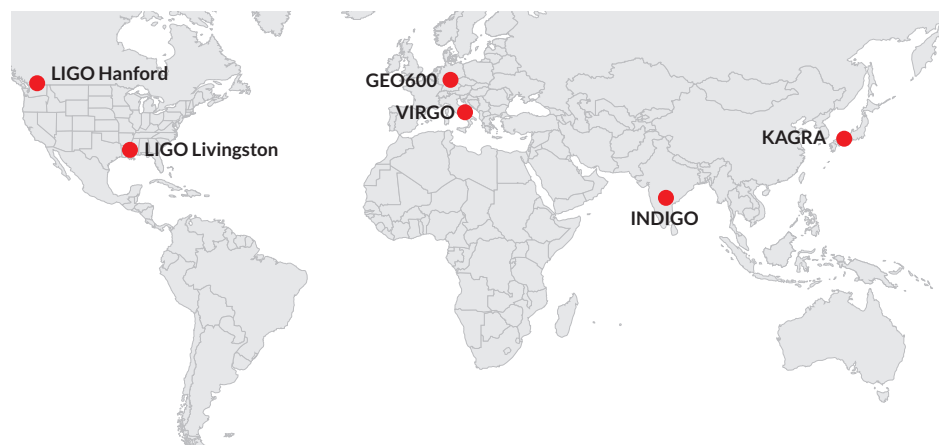 LIGO Hanford
GEO600
VIRGO
KAGRA
LIGO Livingston
INDIGO